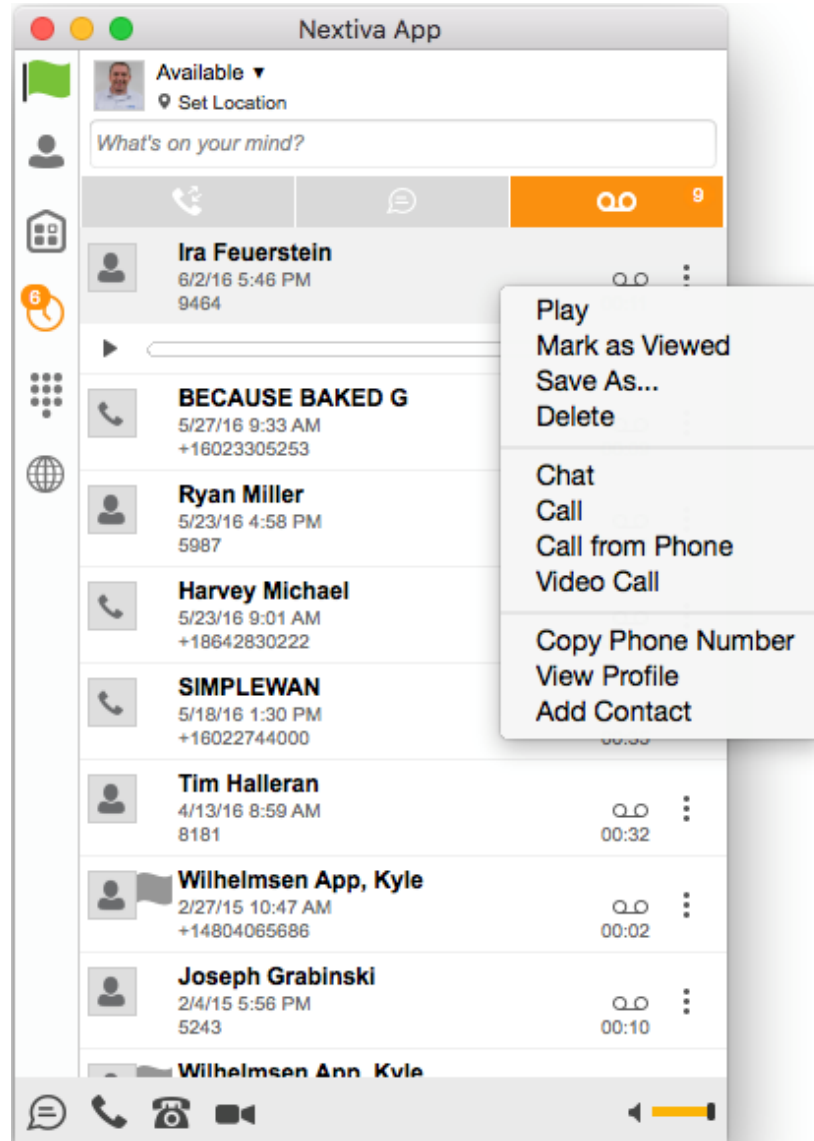 Nextiva App
Available ▾
Set Location
What's on your mind?
9
Ira Feuerstein
6/2/16 5:46 PM
9464
6
Play
Mark as Viewed
Save As...
Delete
Chat
Call
Call from Phone
Video Call
Copy Phone Number
View Profile
Add Contact
BECAUSE BAKED G
5/27/16 9:33 AM
+16023305253
Ryan Miller
5/23/16 4:58 PM
5987
Harvey Michael
5/23/16 9:01 AM
+18642830222
SIMPLEWAN
5/18/16 1:30 PM
+16022744000
Tim Halleran
4/13/16 8:59 AM
8181
00:32
Wilhelmsen App, Kyle
2/27/15 10:47 AM
+14804065686
00:02
Joseph Grabinski
2/4/15 5:56 PM
5243
00:10
Wilhelmsen App, Kyle